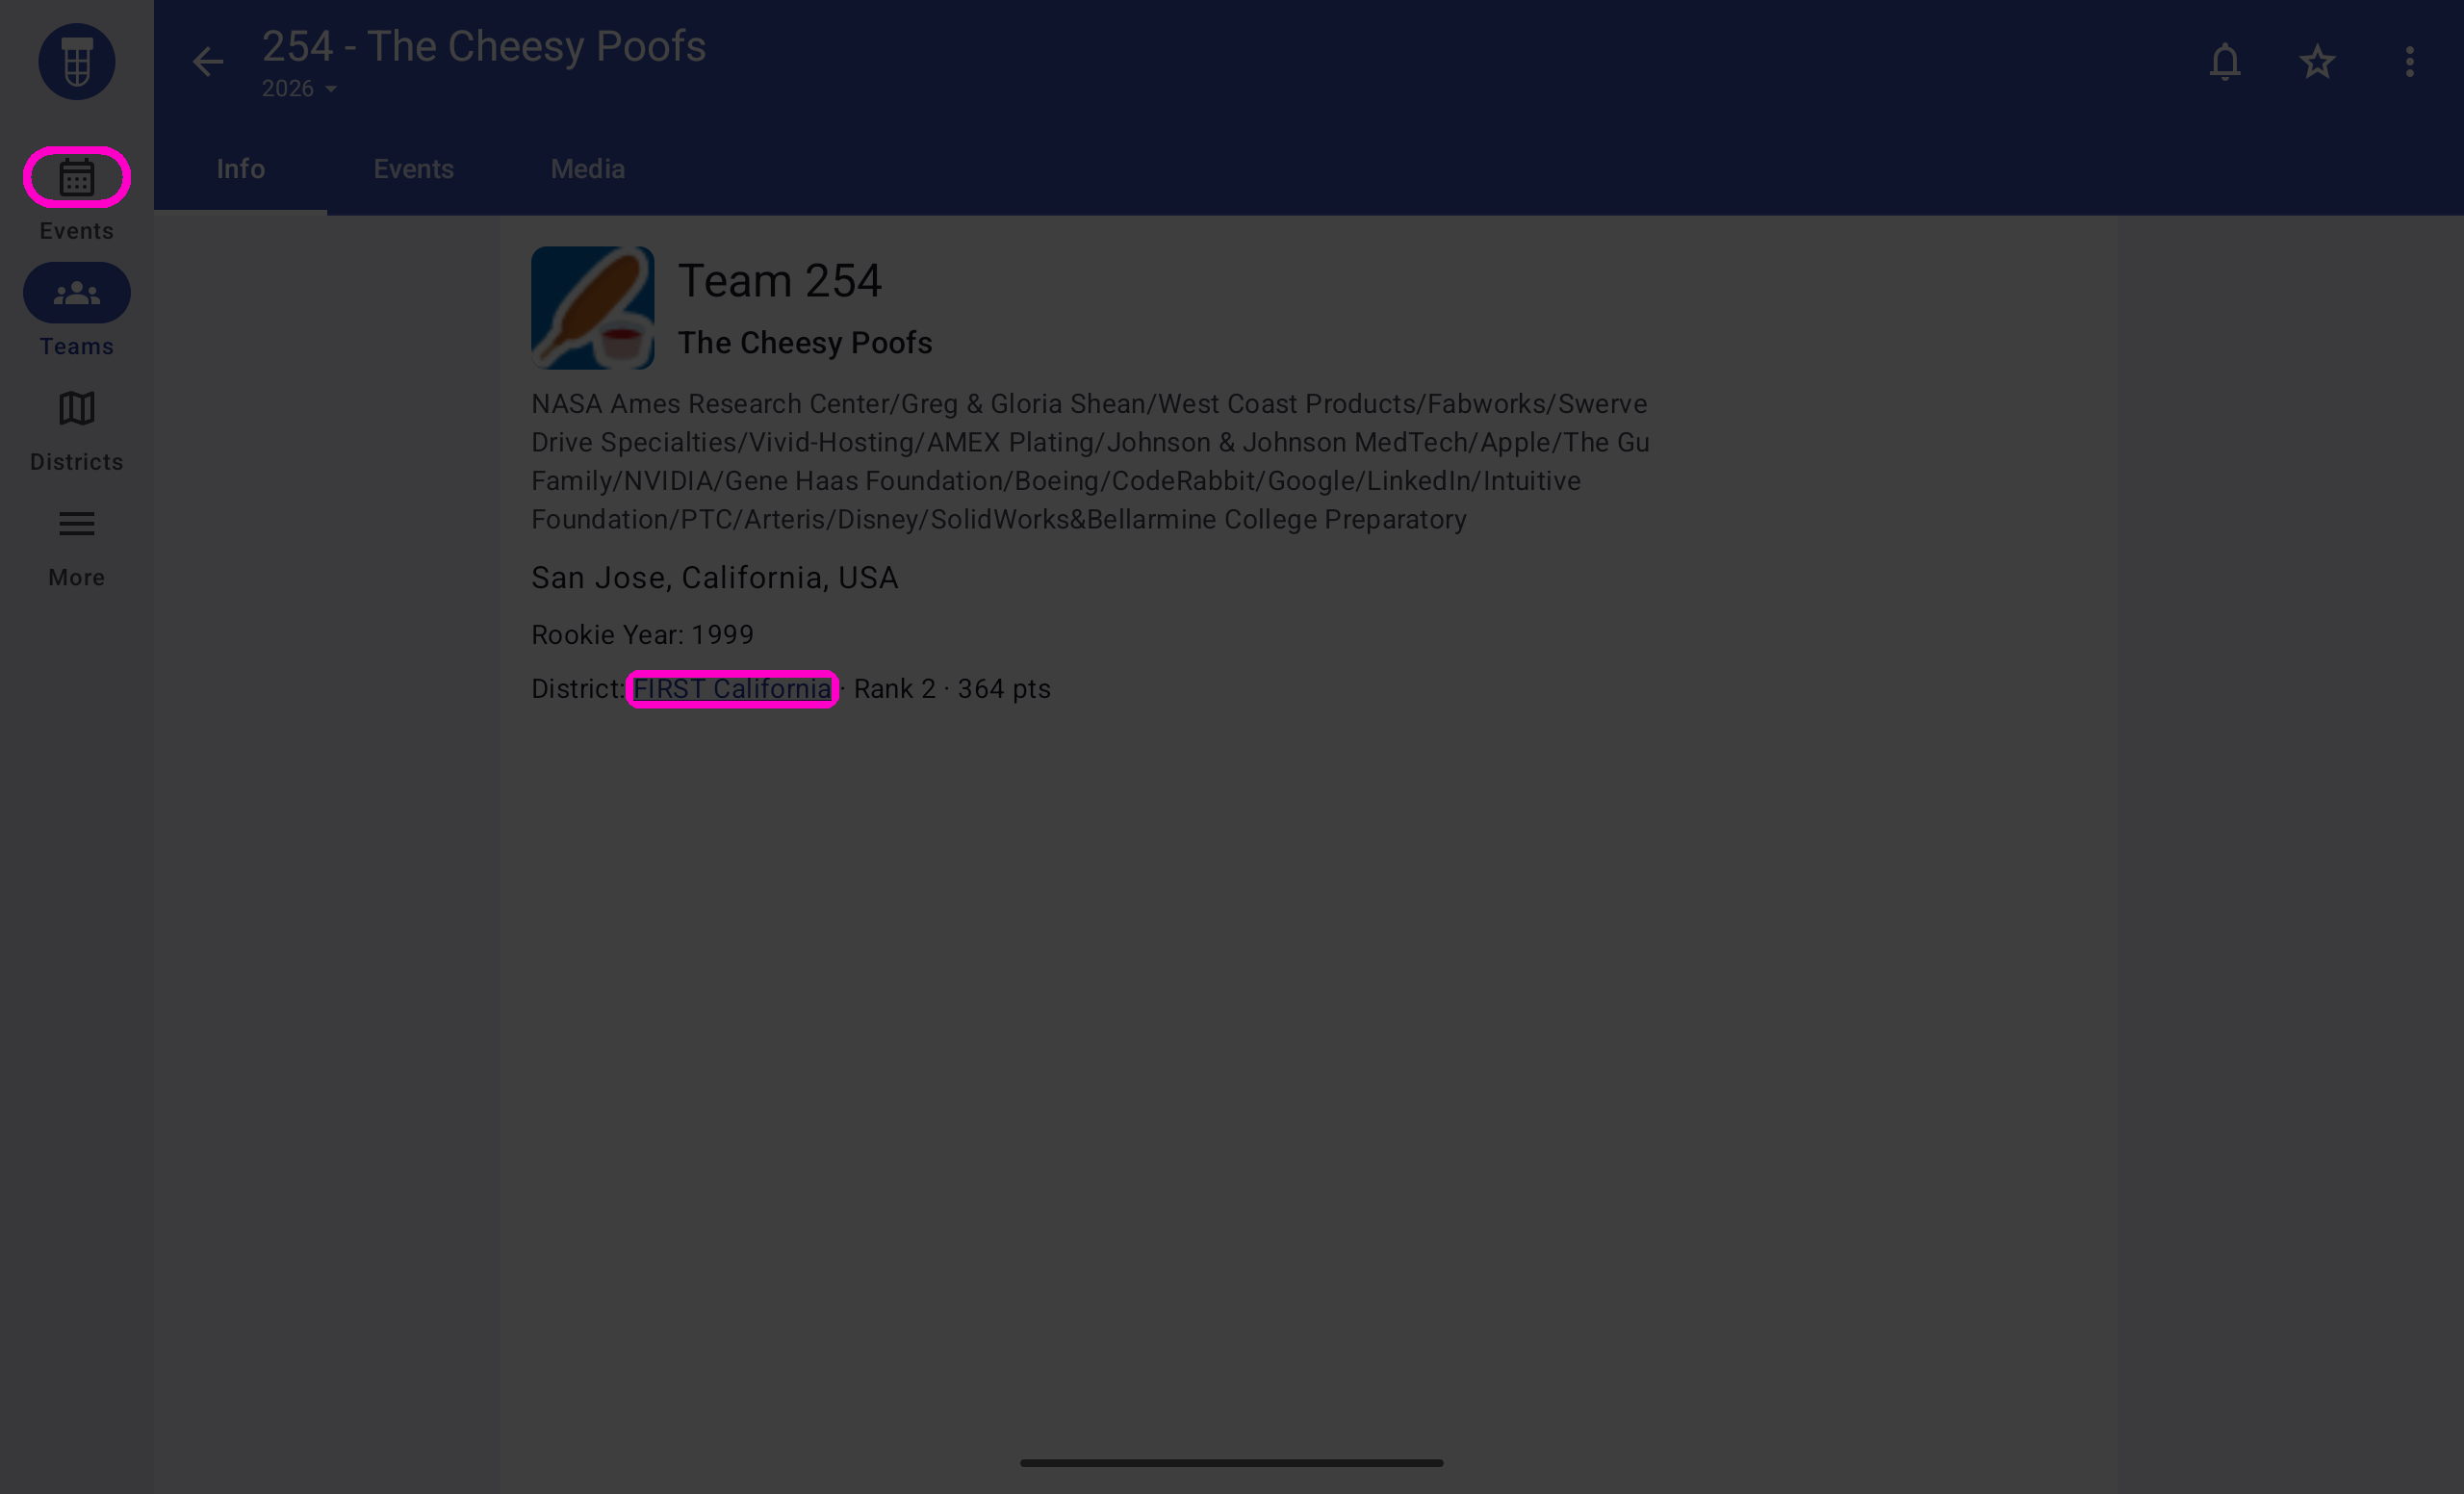 254 - The Cheesy Poofs
2026
Info
Events
Media
Events
Teams
Districts
More
Team 254
The Cheesy Poofs
NASA Ames Research Center/Greg & Gloria Shean/West Coast Products/Fabworks/Swerve
Drive Specialties/Vivid-Hosting/AMEX Plating/Johnson & Johnson MedTech/Apple/The Gu
Family/NVIDIA/Gene Haas Foundation/Boeing/CodeRabbit/Google/LinkedIn/Intuitive
Foundation/PTC/Arteris/Disney/SolidWorks&Bellarmine College Preparatory
San Jose, California, USA
Rookie Year: 1999
District: FIRST California · Rank 2 · 364 pts